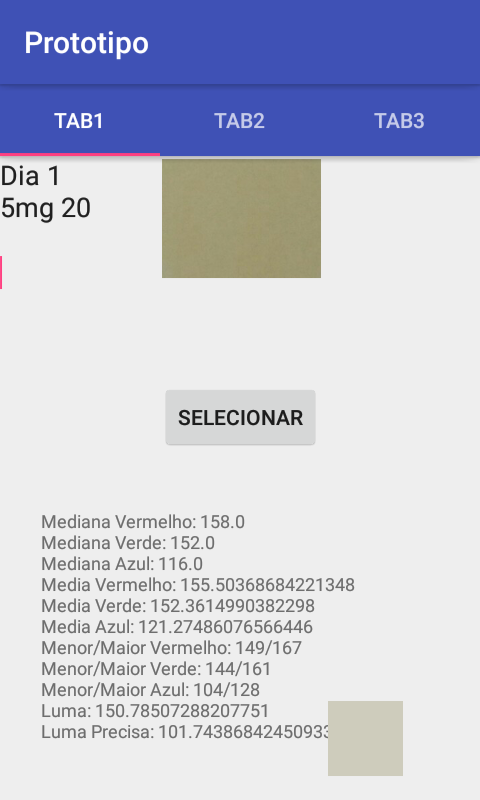 Prototipo
TAB1 TAB2 TAB3
Dia 1
5mg 20
SELECIONAR
Mediana Vermelho: 158.0
Mediana Verde: 152.0
Mediana Azul: 116.0
Media Vermelho: 155.50368684221348
Media Verde: 152.3614990382298
Media Azul: 121.27486076566446
Menor/Maior Vermelho: 149/167
Menor/Maior Verde: 144/161
Menor/Maior Azul: 104/128
Luma: 150.78507288207751
Luma Precisa: 101.74386842450933